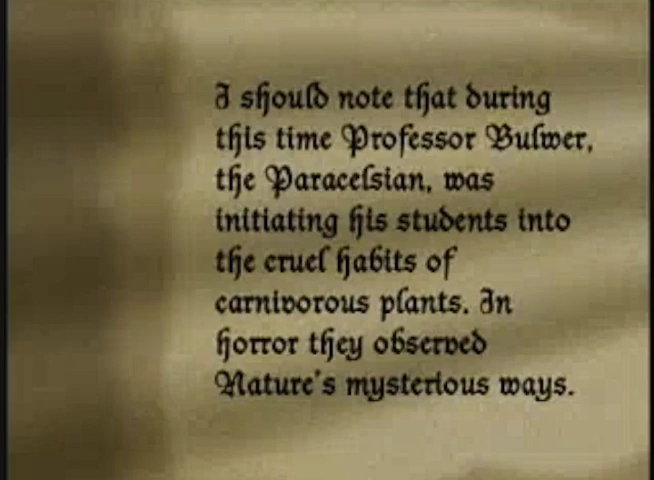 I should note that during
this time Professor Bulwer,
the Paracelsian, was
initiating his students into
the cruel habits of
carnivorous plants. In
horror they observed
Nature's mysterious ways.